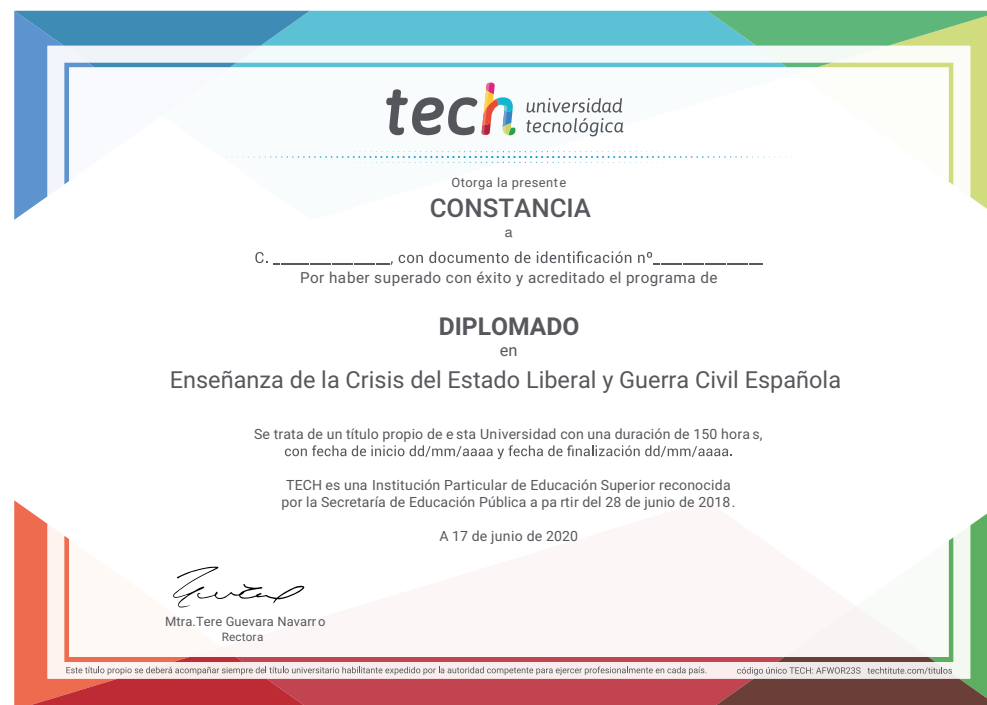 tech universidad
tecnológica
Otorga la presente
CONSTANCIA
a
C. ______________, con documento de identificación nº_____________
Por haber superado con éxito y acreditado el programa de
DIPLOMADO
en
Enseñanza de la Crisis del Estado Liberal y Guerra Civil Española
Se trata de un título propio de esta Universidad con una duración de 150 horas,
con fecha de inicio dd/mm/aaaa y fecha de finalización dd/mm/aaaa.
TECH es una Institución Particular de Educación Superior reconocida
por la Secretaría de Educación Pública a partir del 28 de junio de 2018.
A 17 de junio de 2020
Mtra.Tere Guevara Navarro
Rectora
Este título propio se deberá acompañar siempre del título universitario habilitante expedido por la autoridad competente para ejercer profesionalmente en cada país. código único TECH: AFWOR23S techtitute.com/titulos